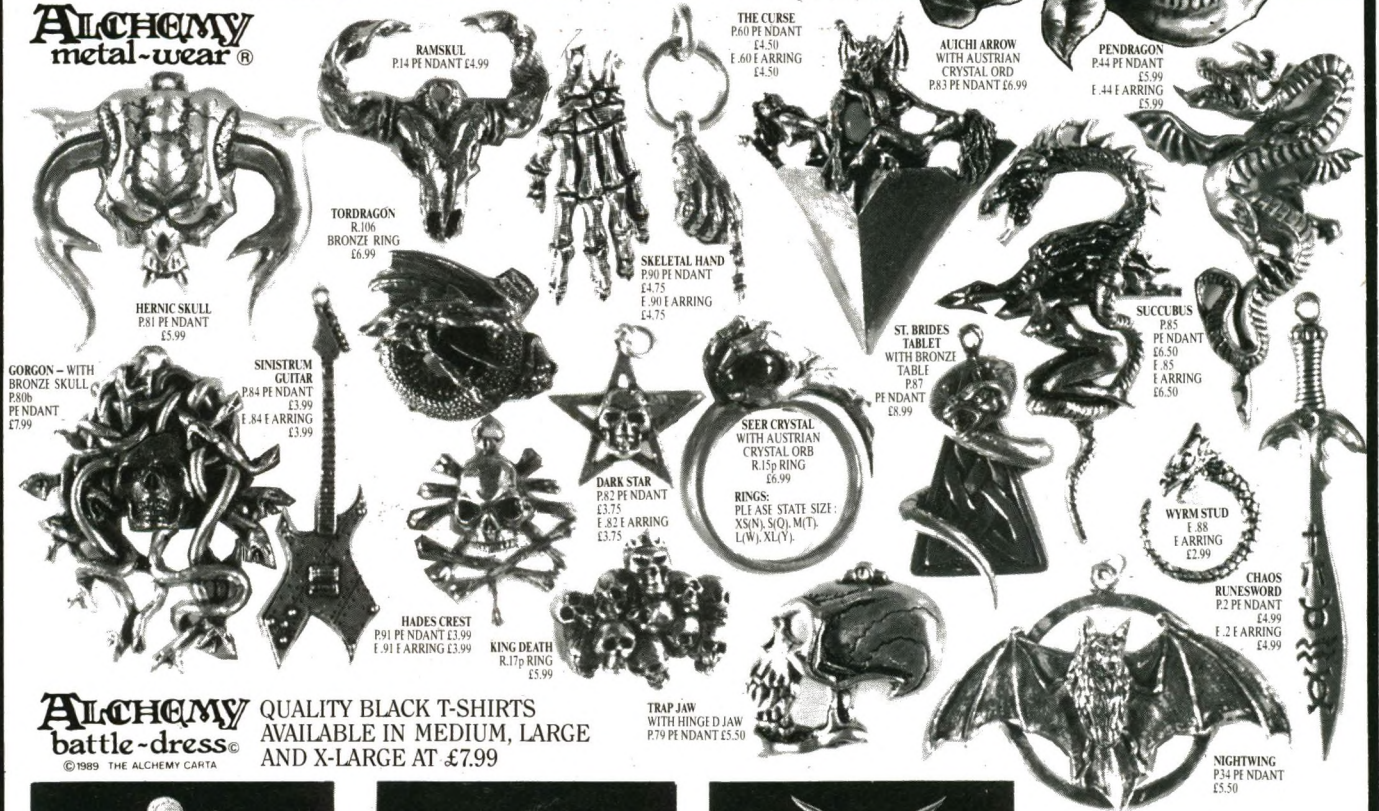 ALCHEMY
metal~wear ®
RAMSKUL
P.14 PENDANT £4.99
THE CURSE
P.60 PENDANT
£4.50
E.60 EARRING
£4.50
AUICHI ARROW
WITH AUSTRIAN
CRYSTAL ORD
P.83 PENDANT £6.99
PENDRAGON
P.44 PENDANT
£5.99
E.44 EARRING
£5.99
HERNIC SKULL
P.81 PENDANT
£5.99
TORDRAGON
R.106
BRONZE RING
£6.99
SKELETAL HAND
P.90 PENDANT
£4.75
E.90 EARRING
£4.75
ST. BRIDES
TABLET
WITH BRONZE
TABLE
P.87
PENDANT
£8.99
SUCCUBUS
P.85
PENDANT
£6.50
E.85
EARRING
£6.50
GORGON – WITH
BRONZE SKULL
P.80b
PENDANT
£7.99
SINISTRUM
GUITAR
P.84 PENDANT
£3.99
E.84 EARRING
£3.99
DARK STAR
P.82 PENDANT
£3.75
E.82 EARRING
£3.75
SEER CRYSTAL
WITH AUSTRIAN
CRYSTAL ORB
R.15p RING
£6.99
RINGS:
PLEASE STATE SIZE:
XS(N), S(Q), M(T).
L(W), XL(Y).
WYRM STUD
E.88
EARRING
£2.99
CHAOS
RUNESWORD
P.2 PENDANT
£4.99
E.2 EARRING
£4.99
HADES CREST
P.91 PENDANT £3.99
E.91 EARRING £3.99
KING DEATH
R.17p RING
£5.99
TRAP JAW
WITH HINGED JAW
P.79 PENDANT £5.50
NIGHTWING
P34 PENDANT
£5.50
ALCHEMY
battle~dress©
©1989 THE ALCHEMY CARTA
QUALITY BLACK T-SHIRTS
AVAILABLE IN MEDIUM, LARGE
AND X-LARGE AT £7.99